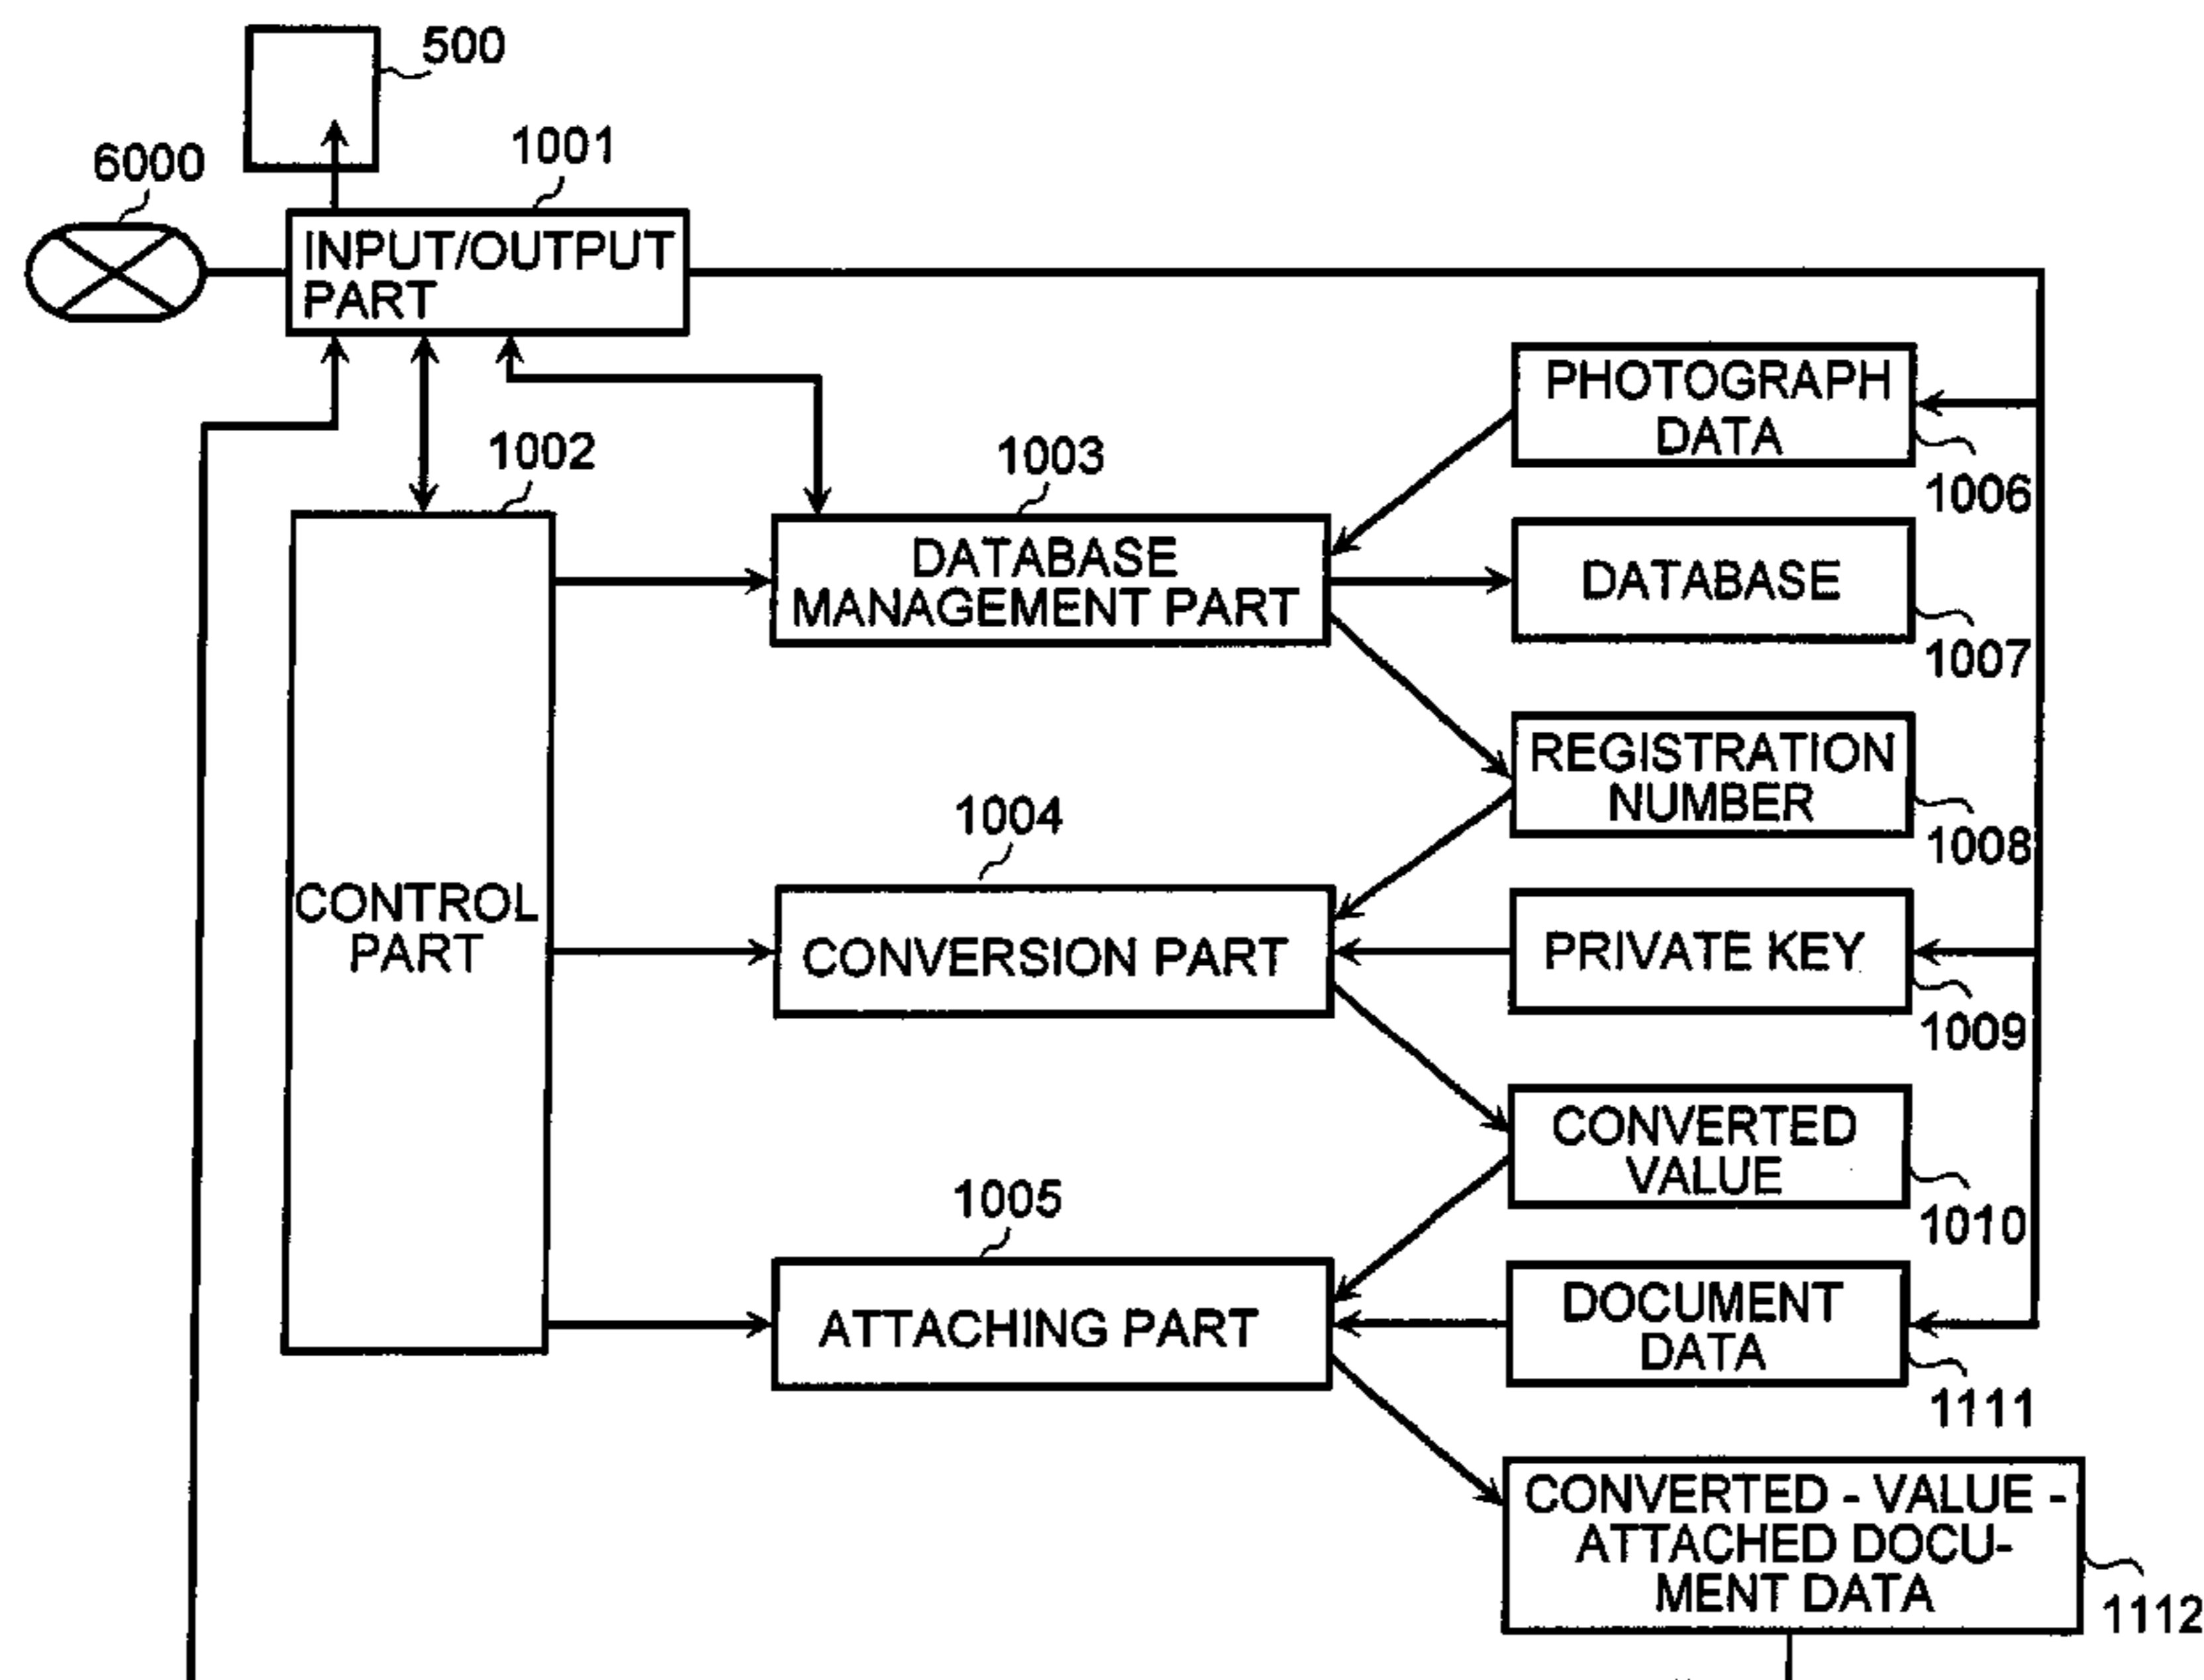 500
6000
1001
INPUT/OUTPUT
PART
PHOTOGRAPH
DATA
1006
1002
1003
DATABASE
MANAGEMENT PART
DATABASE
1007
REGISTRATION
NUMBER
1008
CONTROL
PART
1004
CONVERSION PART
PRIVATE KEY
1009
CONVERTED
VALUE
1010
1005
ATTACHING PART
DOCUMENT
DATA
1111
CONVERTED - VALUE -
ATTACHED DOCU-
MENT DATA
1112